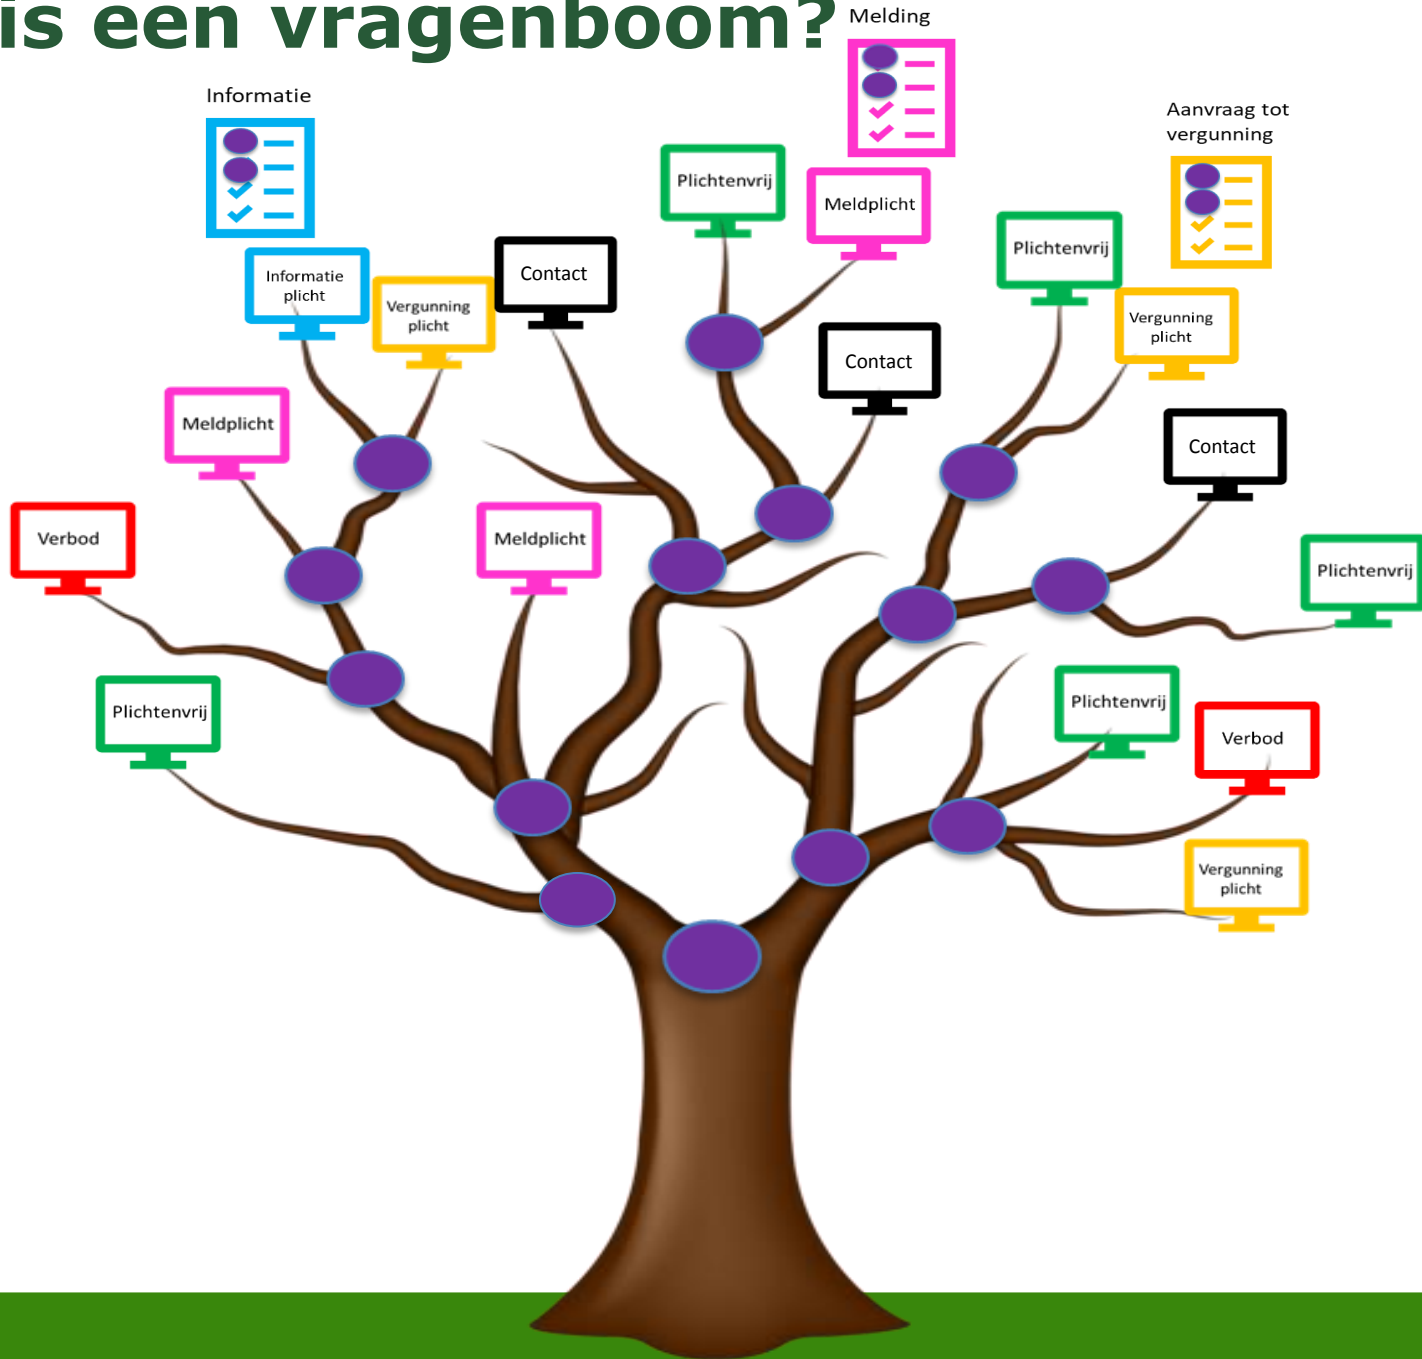 is een vragenboom?
Melding
Informatie
Aanvraag tot
vergunning
Plichtenvrij
Meldplicht
Plichtenvrij
Informatie
plicht
Contact
Vergunning
plicht
Vergunning
plicht
Contact
Meldplicht
Contact
Verbod
Meldplicht
Plichtenvrij
Plichtenvrij
Plichtenvrij
Verbod
Vergunning
plicht